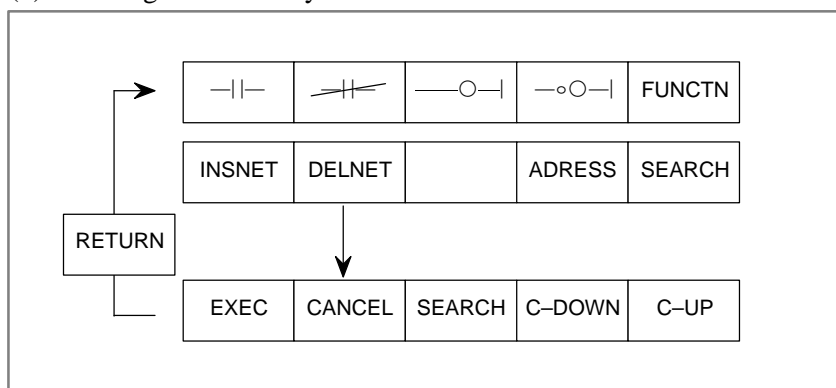 FUNCTN
INSNET DELNET ADRESS SEARCH
RETURN
EXEC CANCEL SEARCH C–DOWN C–UP